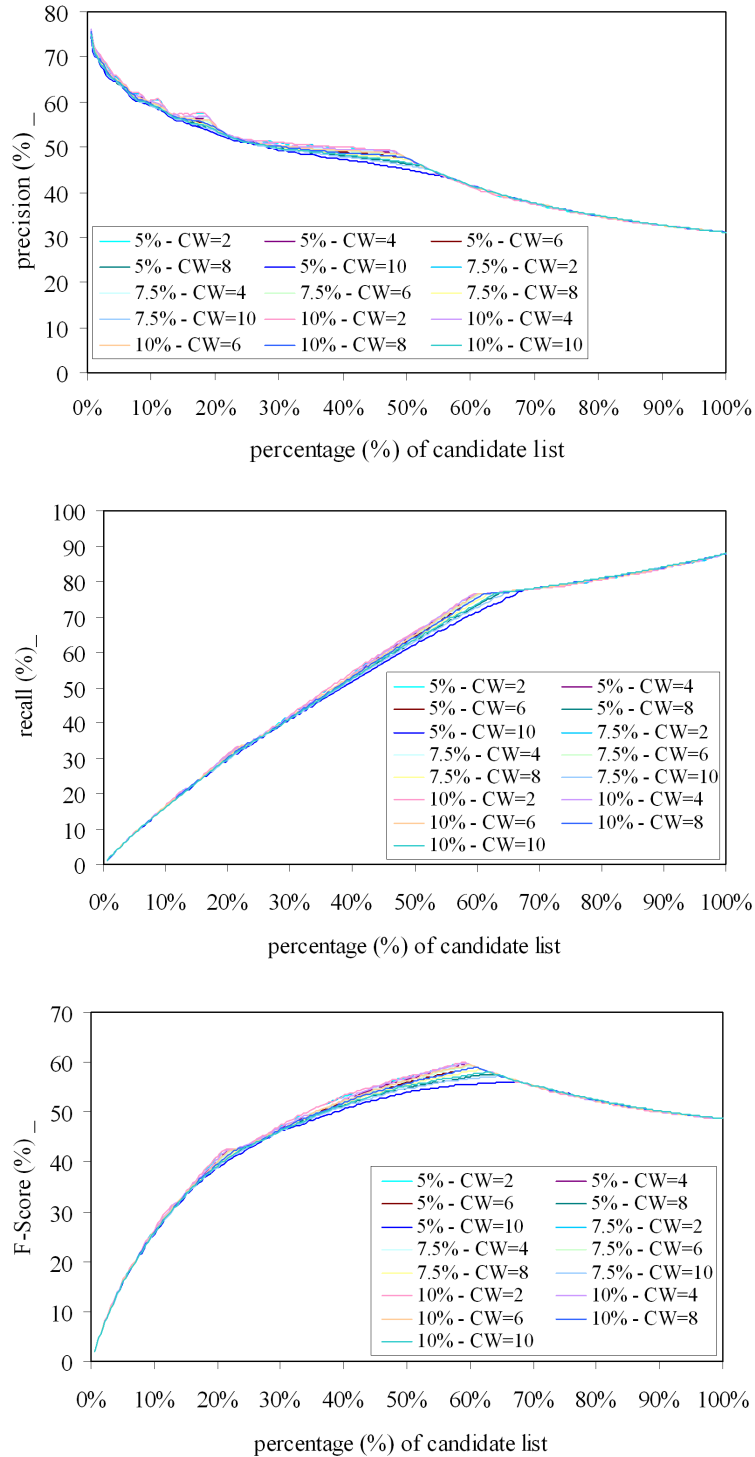 80
70
60
50
40
30
20
10
0
precision (%) _
5% - CW=2 5% - CW=4 5% - CW=6
5% - CW=8 5% - CW=10 7.5% - CW=2
7.5% - CW=4 7.5% - CW=6 7.5% - CW=8
7.5% - CW=10 10% - CW=2 10% - CW=4
10% - CW=6 10% - CW=8 10% - CW=10
0% 10% 20% 30% 40% 50% 60% 70% 80% 90% 100%
percentage (%) of candidate list
100
90
80
70
60
50
40
30
20
10
0
recall (%)_
5% - CW=2 5% - CW=4
5% - CW=6 5% - CW=8
5% - CW=10 7.5% - CW=2
7.5% - CW=4 7.5% - CW=6
7.5% - CW=8 7.5% - CW=10
10% - CW=2 10% - CW=4
10% - CW=6 10% - CW=8
10% - CW=10
0% 10% 20% 30% 40% 50% 60% 70% 80% 90% 100%
percentage (%) of candidate list
70
60
50
40
30
20
10
0
F-Score (%) _
5% - CW=2 5% - CW=4
5% - CW=6 5% - CW=8
5% - CW=10 7.5% - CW=2
7.5% - CW=4 7.5% - CW=6
7.5% - CW=8 7.5% - CW=10
10% - CW=2 10% - CW=4
10% - CW=6 10% - CW=8
10% - CW=10
0% 10% 20% 30% 40% 50% 60% 70% 80% 90% 100%
percentage (%) of candidate list